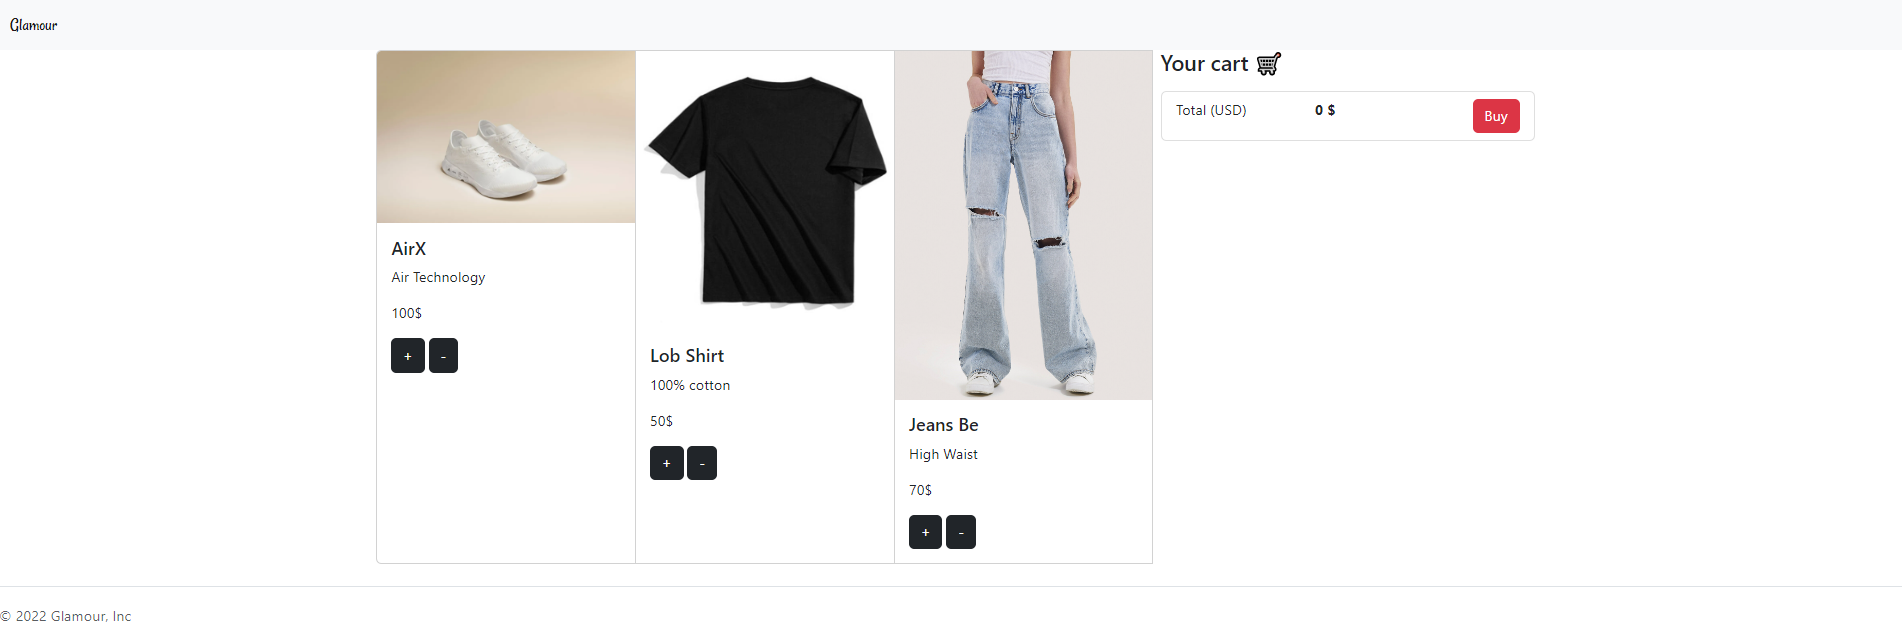 Glamour
AirX
Air Technology
100$
+ -
Lob Shirt
100% cotton
50$
+ -
Jeans Be
High Waist
70$
+ -
Your cart
Total (USD) 0 $ Buy
© 2022 Glamour, Inc